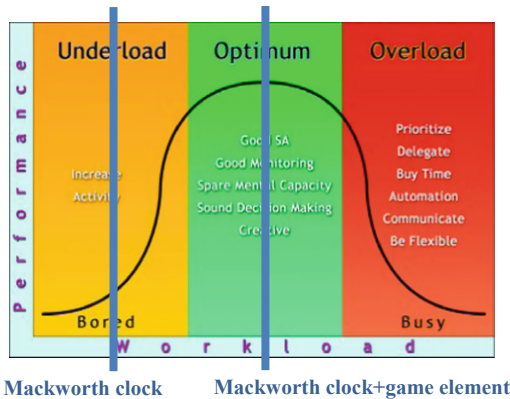 Underload Optimum Overload
Performance
Increase
Activity
Good SA
Good Monitoring
Spare Mental Capacity
Sound Decision Making
Creative
Prioritize
Delegate
Buy Time
Automation
Communicate
Be Flexible
Bored Busy
Workload
Mackworth clock Mackworth clock+game element